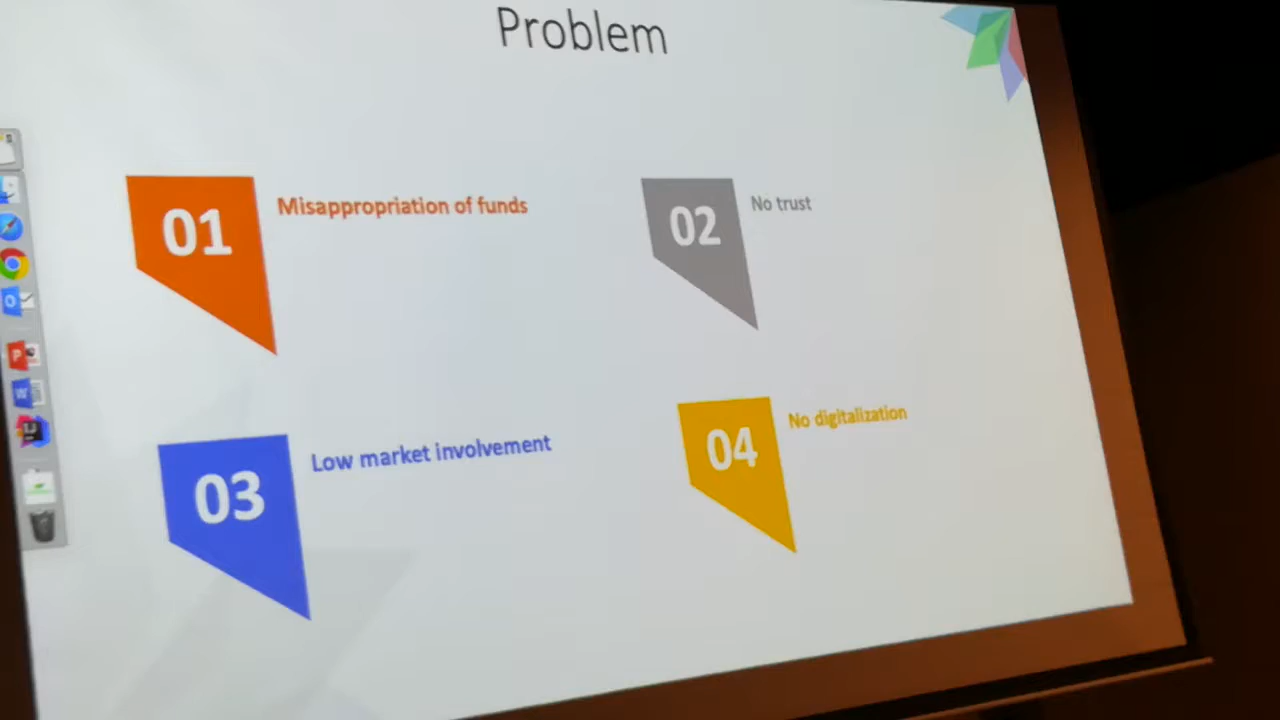 Problem
01
Misappropriation of funds
02
No trust
03
Low market involvement
04
No digitalization